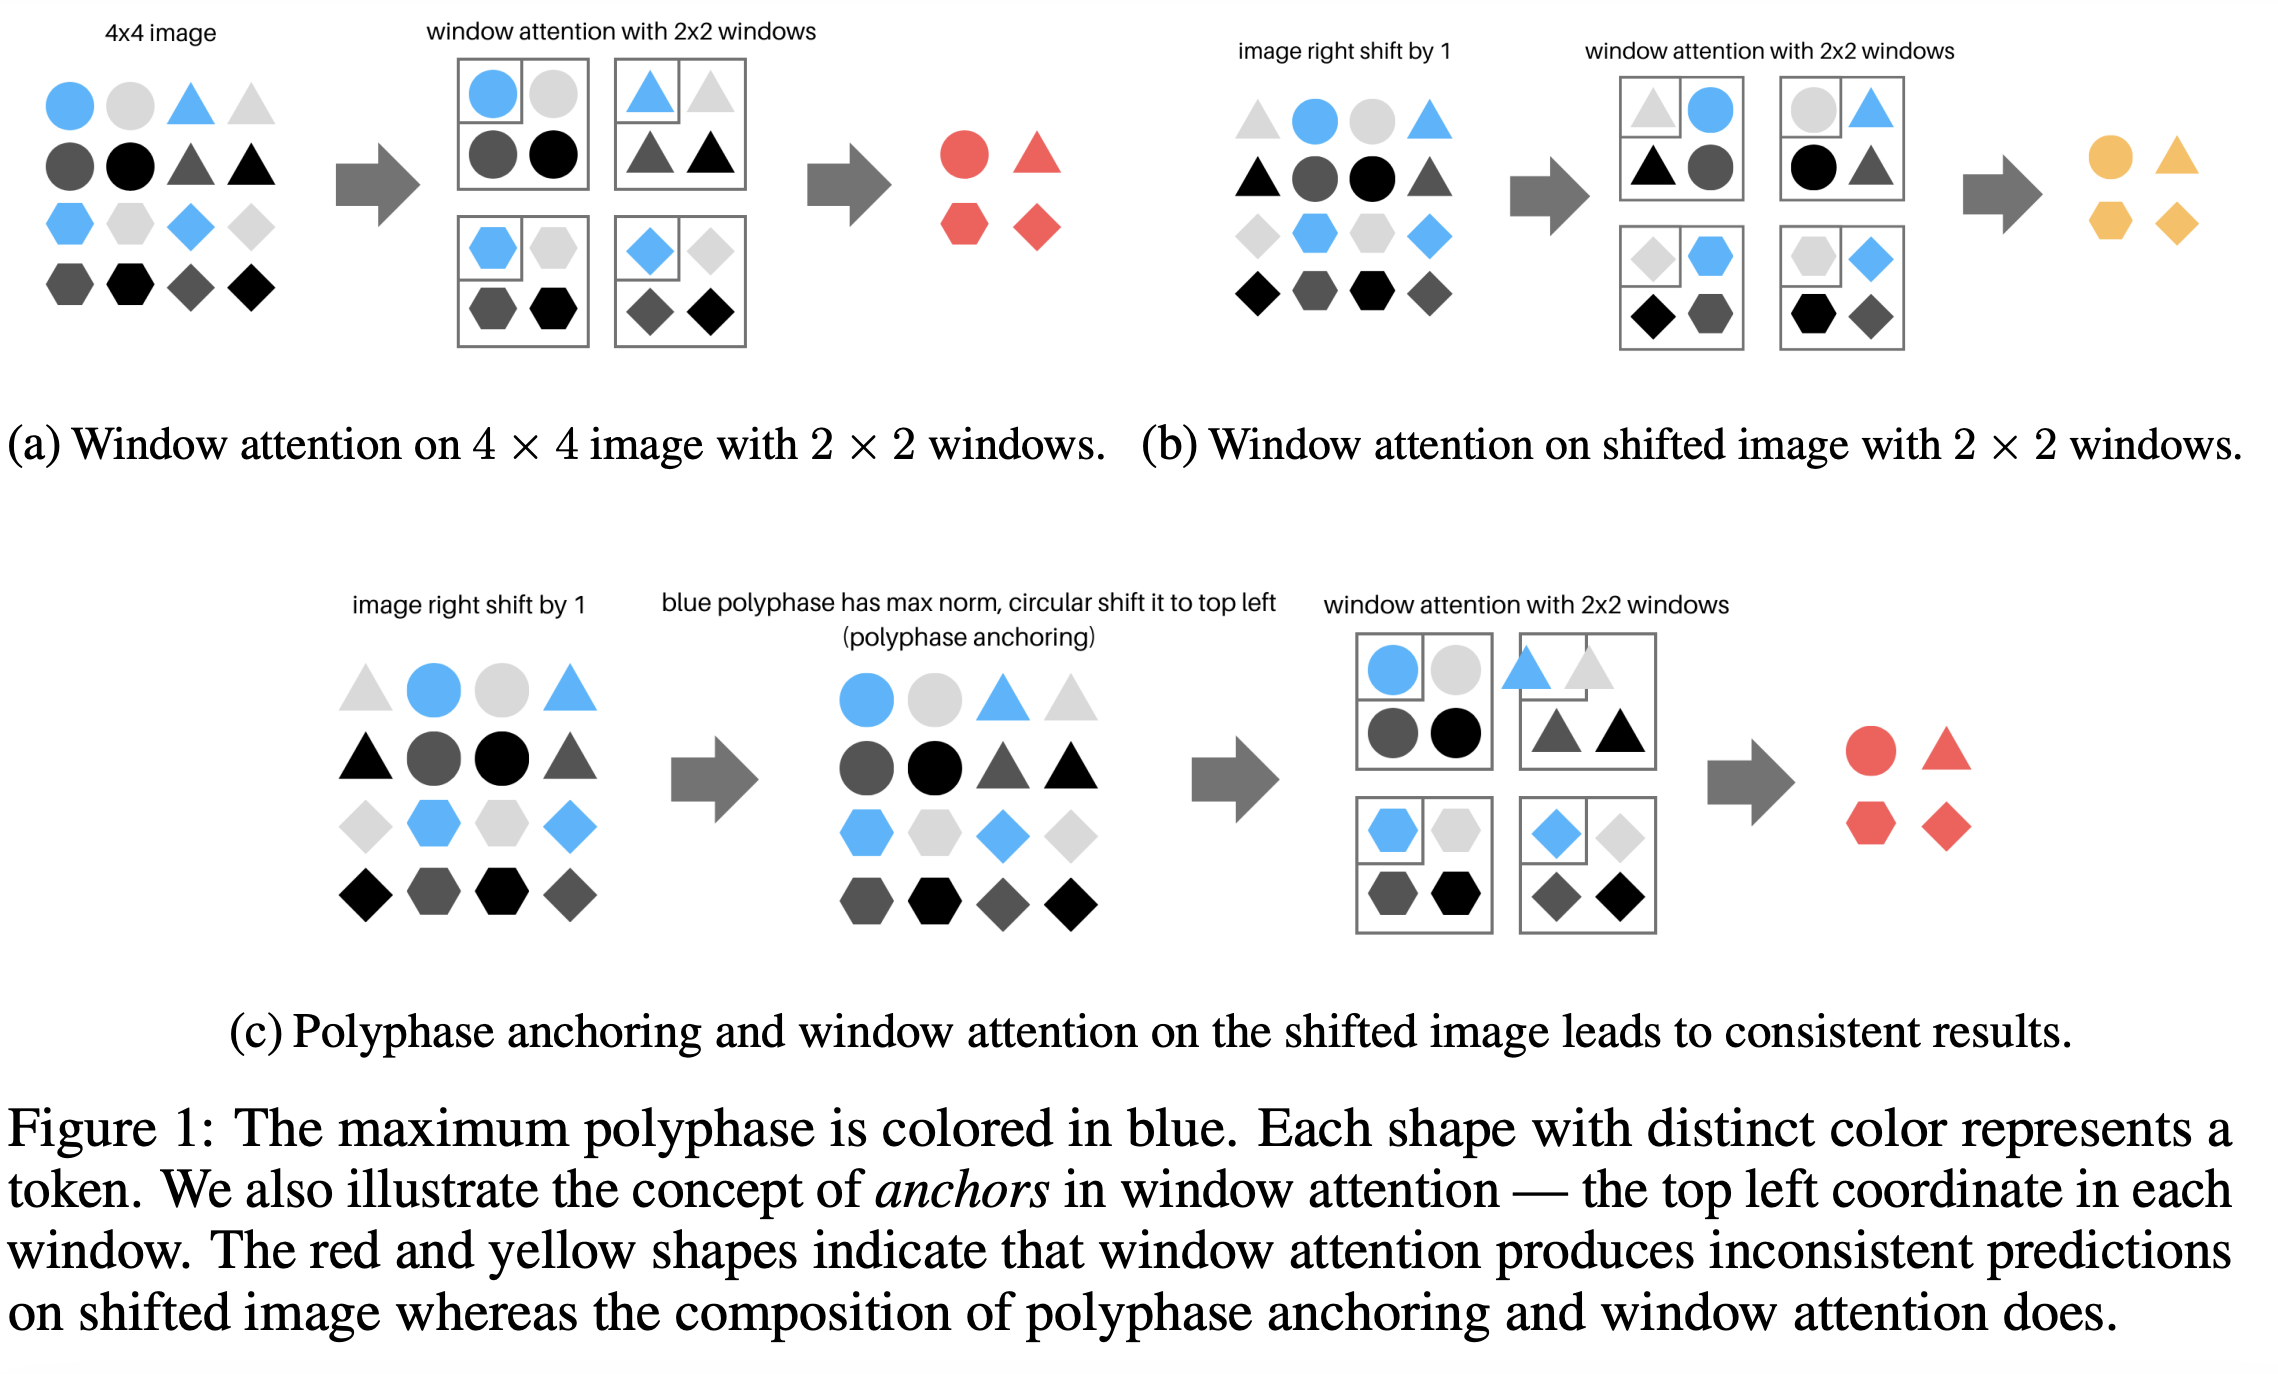 4x4 image
window attention with 2x2 windows
image right shift by 1
window attention with 2x2 windows
(a) Window attention on 4 × 4 image with 2 × 2 windows.
(b) Window attention on shifted image with 2 × 2 windows.
image right shift by 1
blue polyphase has max norm, circular shift it to top left
(polyphase anchoring)
window attention with 2x2 windows
(c) Polyphase anchoring and window attention on the shifted image leads to consistent results.
Figure 1: The maximum polyphase is colored in blue. Each shape with distinct color represents a
token. We also illustrate the concept of anchors in window attention — the top left coordinate in each
window. The red and yellow shapes indicate that window attention produces inconsistent predictions
on shifted image whereas the composition of polyphase anchoring and window attention does.